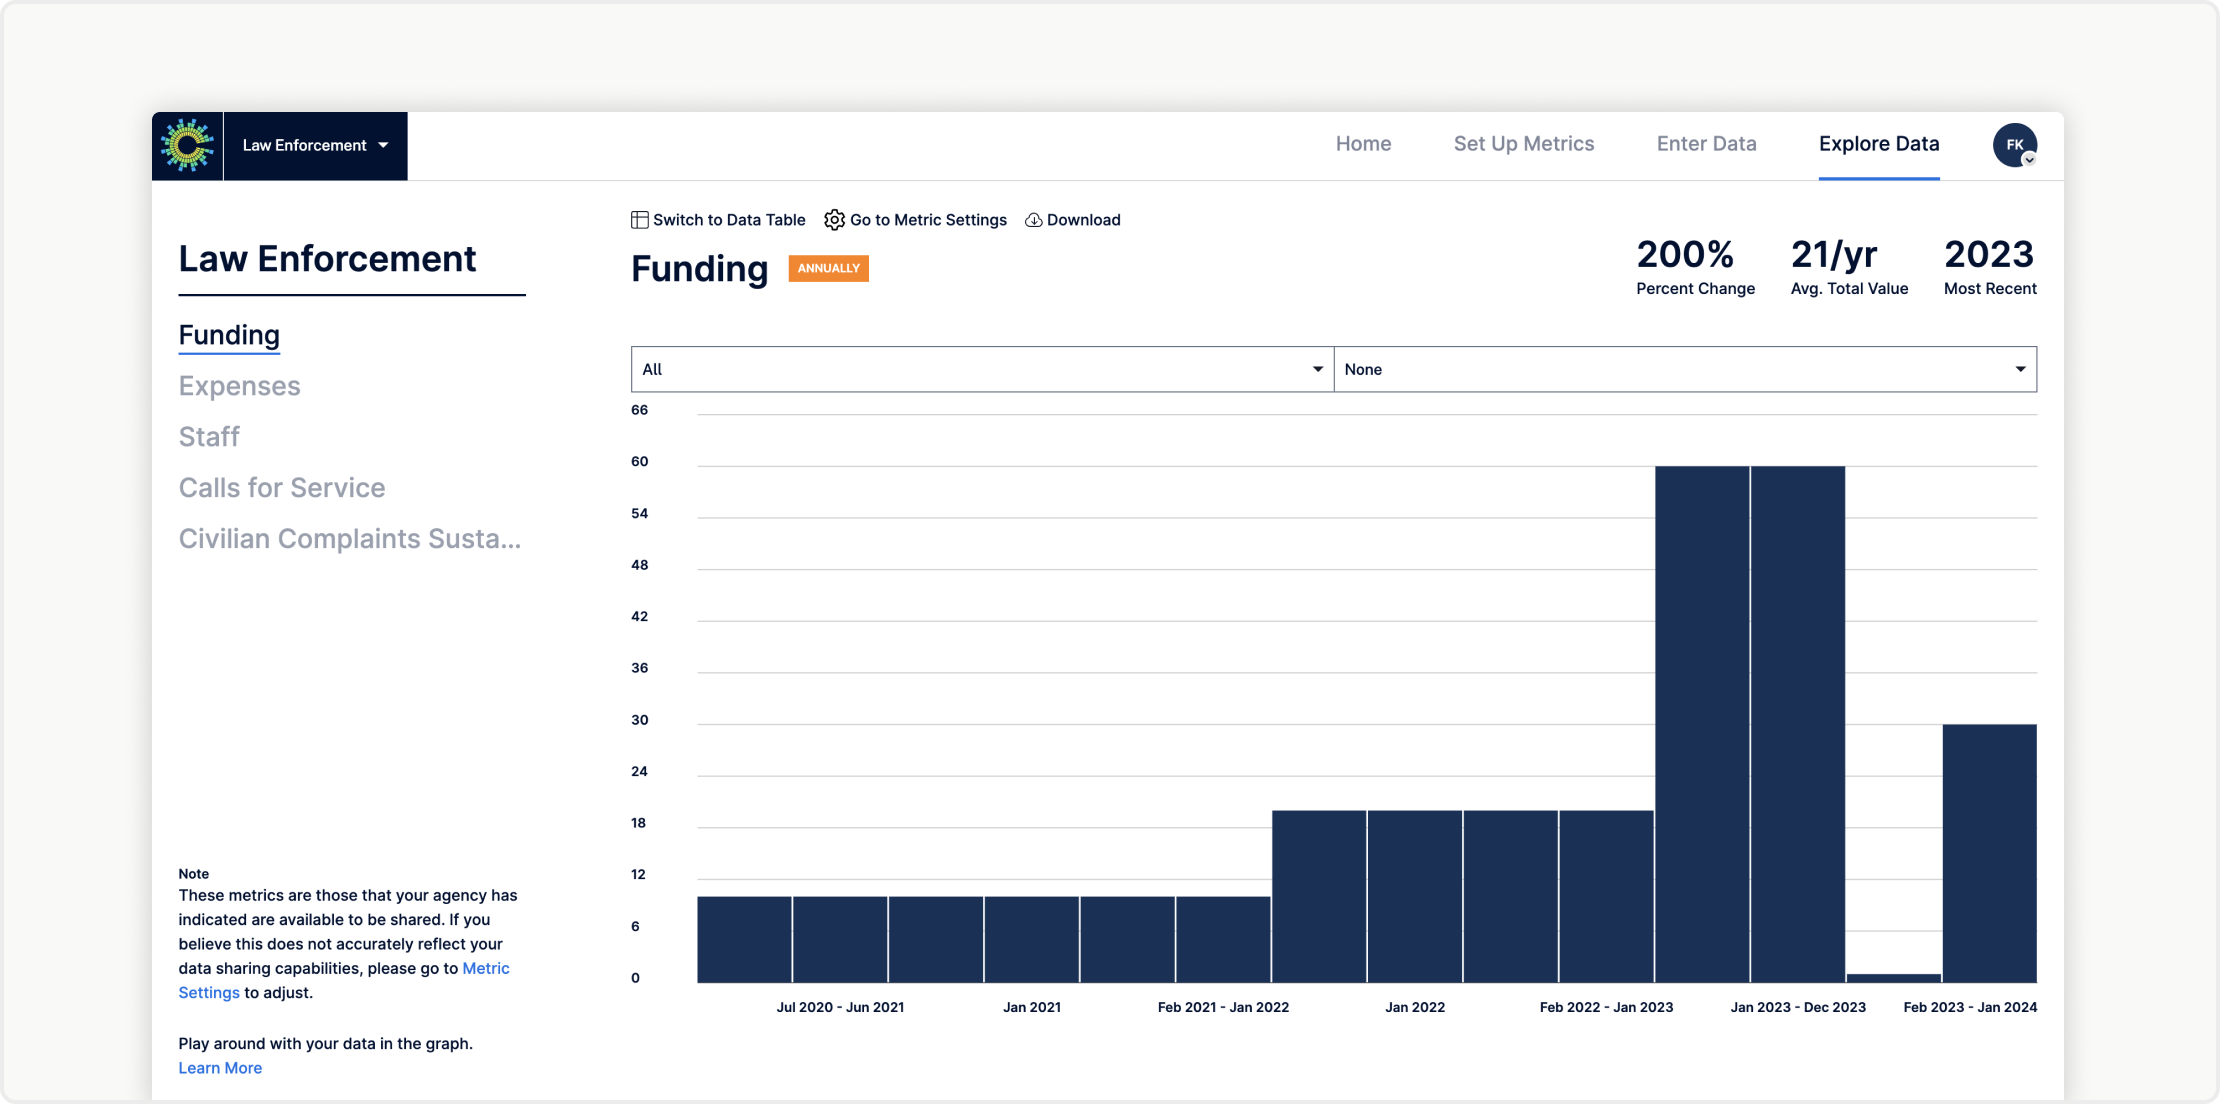 Law Enforcement
Home
Set Up Metrics
Enter Data
Explore Data
FK
Law Enforcement
Funding
Expenses
Staff
Calls for Service
Civilian Complaints Susta...
Note
These metrics are those that your agency has
indicated are available to be shared. If you
believe this does not accurately reflect your
data sharing capabilities, please go to Metric
Settings to adjust.
Play around with your data in the graph.
Learn More
Switch to Data Table
Go to Metric Settings
Download
Funding
ANNUALLY
200%
Percent Change
21/yr
Avg. Total Value
2023
Most Recent
All
None
66
60
54
48
42
36
30
24
18
12
6
0
Jul 2020 - Jun 2021
Jan 2021
Feb 2021 - Jan 2022
Jan 2022
Feb 2022 - Jan 2023
Jan 2023 - Dec 2023
Feb 2023 - Jan 2024